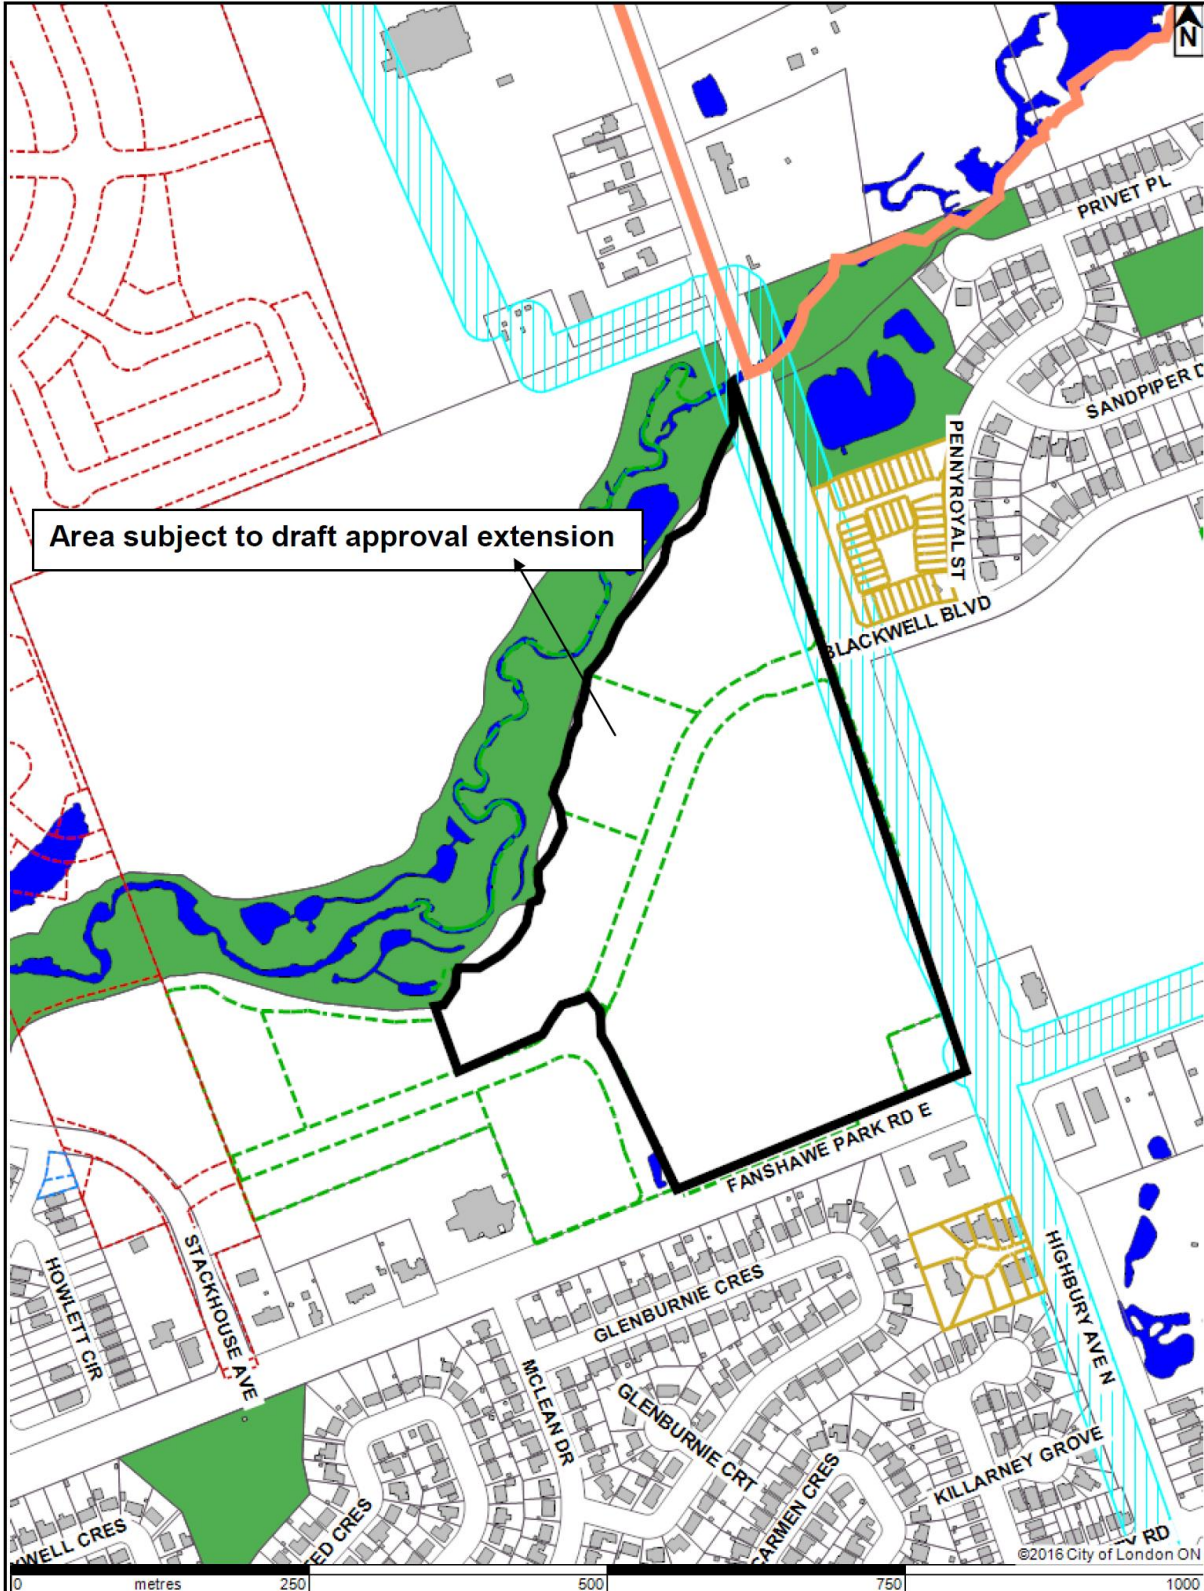 N
PRIVET PL
SANDPIPER D
PENNYROYAL ST
Area subject to draft approval extension
BLACKWELL BLVD
FANSHAWE PARK RD E
HOWLETT CIR
STACKHOUSE AVE
GLENBURNIE CRES
HIGHBURY AVE N
MCLEAN DR
GLENBURNIE CRT
KILLARNEY GROVE
CARMEN CRES
KWELL CRES
TED CRES
RD
©2016 City of London ON
0 metres 250 500 750 1000